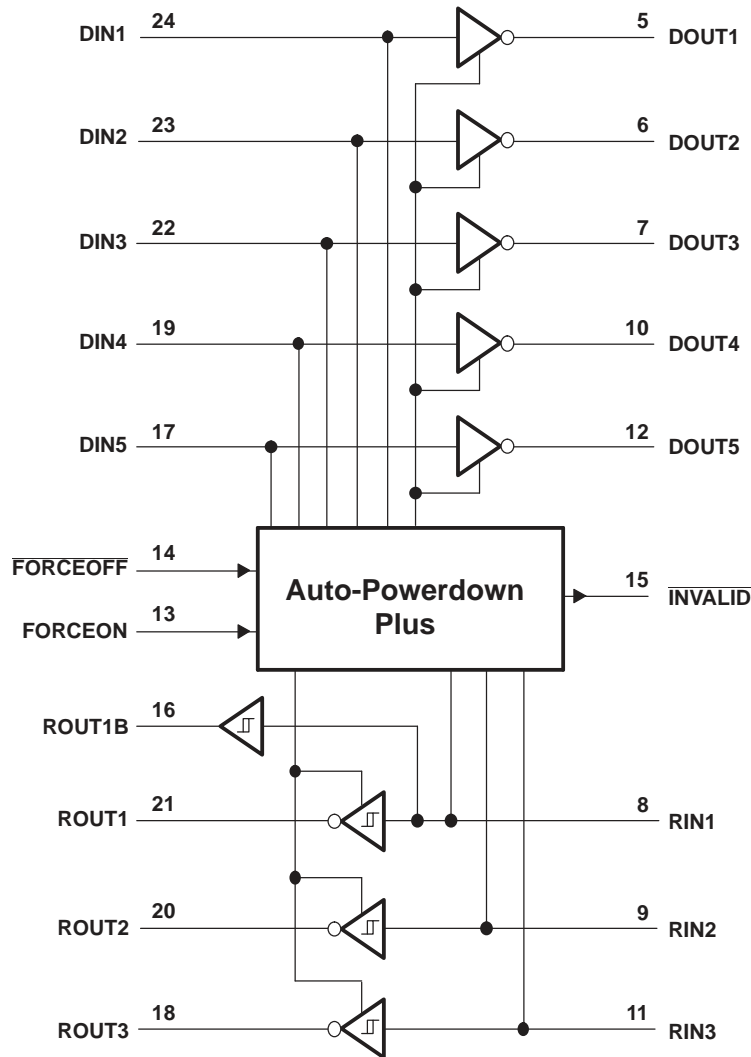 DIN1 24 5 DOUT1
DIN2 23 6 DOUT2
DIN3 22 7 DOUT3
DIN4 19 10 DOUT4
DIN5 17 12 DOUT5
FORCEOFF 14
Auto-Powerdown
Plus
15 INVALID
FORCEON 13
ROUT1B 16
ROUT1 21 8 RIN1
ROUT2 20 9 RIN2
ROUT3 18 11 RIN3